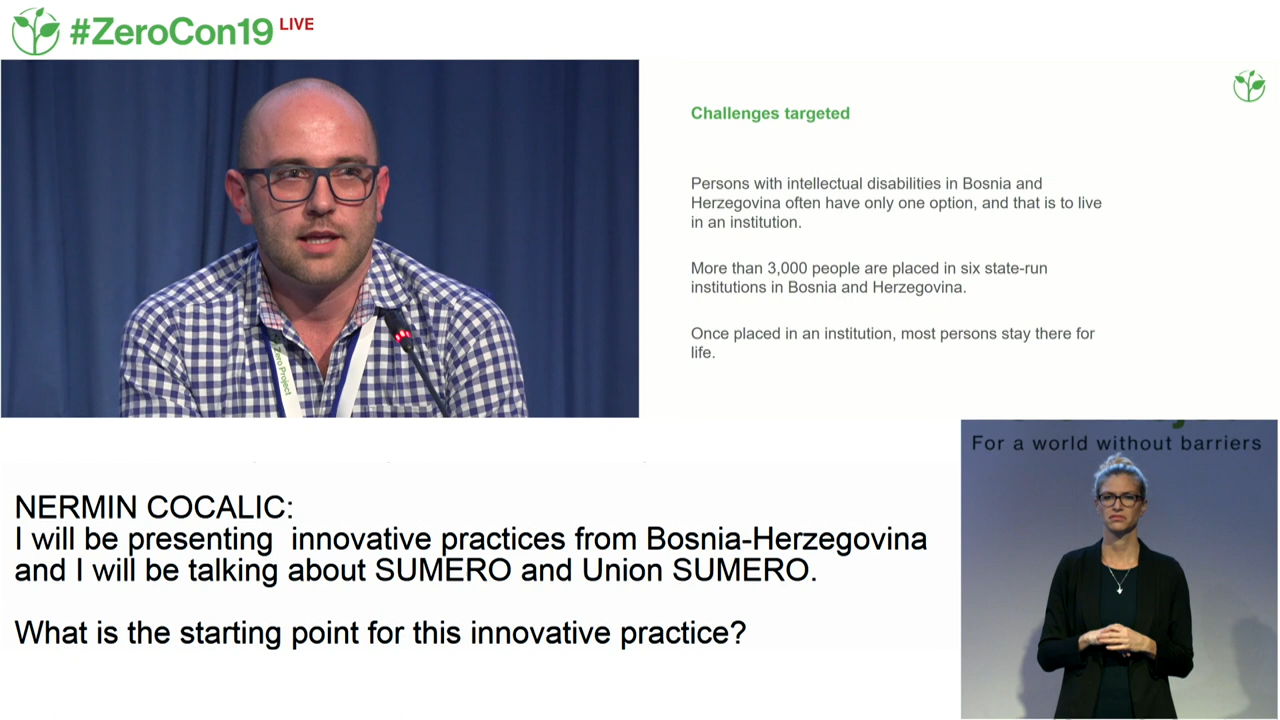 #ZeroCon19 LIVE
Challenges targeted
Persons with intellectual disabilities in Bosnia and
Herzegovina often have only one option, and that is to live
in an institution.
More than 3,000 people are placed in six state-run
institutions in Bosnia and Herzegovina.
Once placed in an institution, most persons stay there for
life.
Zero Project
For a world without barriers
NERMIN COCALIC:
I will be presenting innovative practices from Bosnia-Herzegovina
and I will be talking about SUMERO and Union SUMERO.
What is the starting point for this innovative practice?